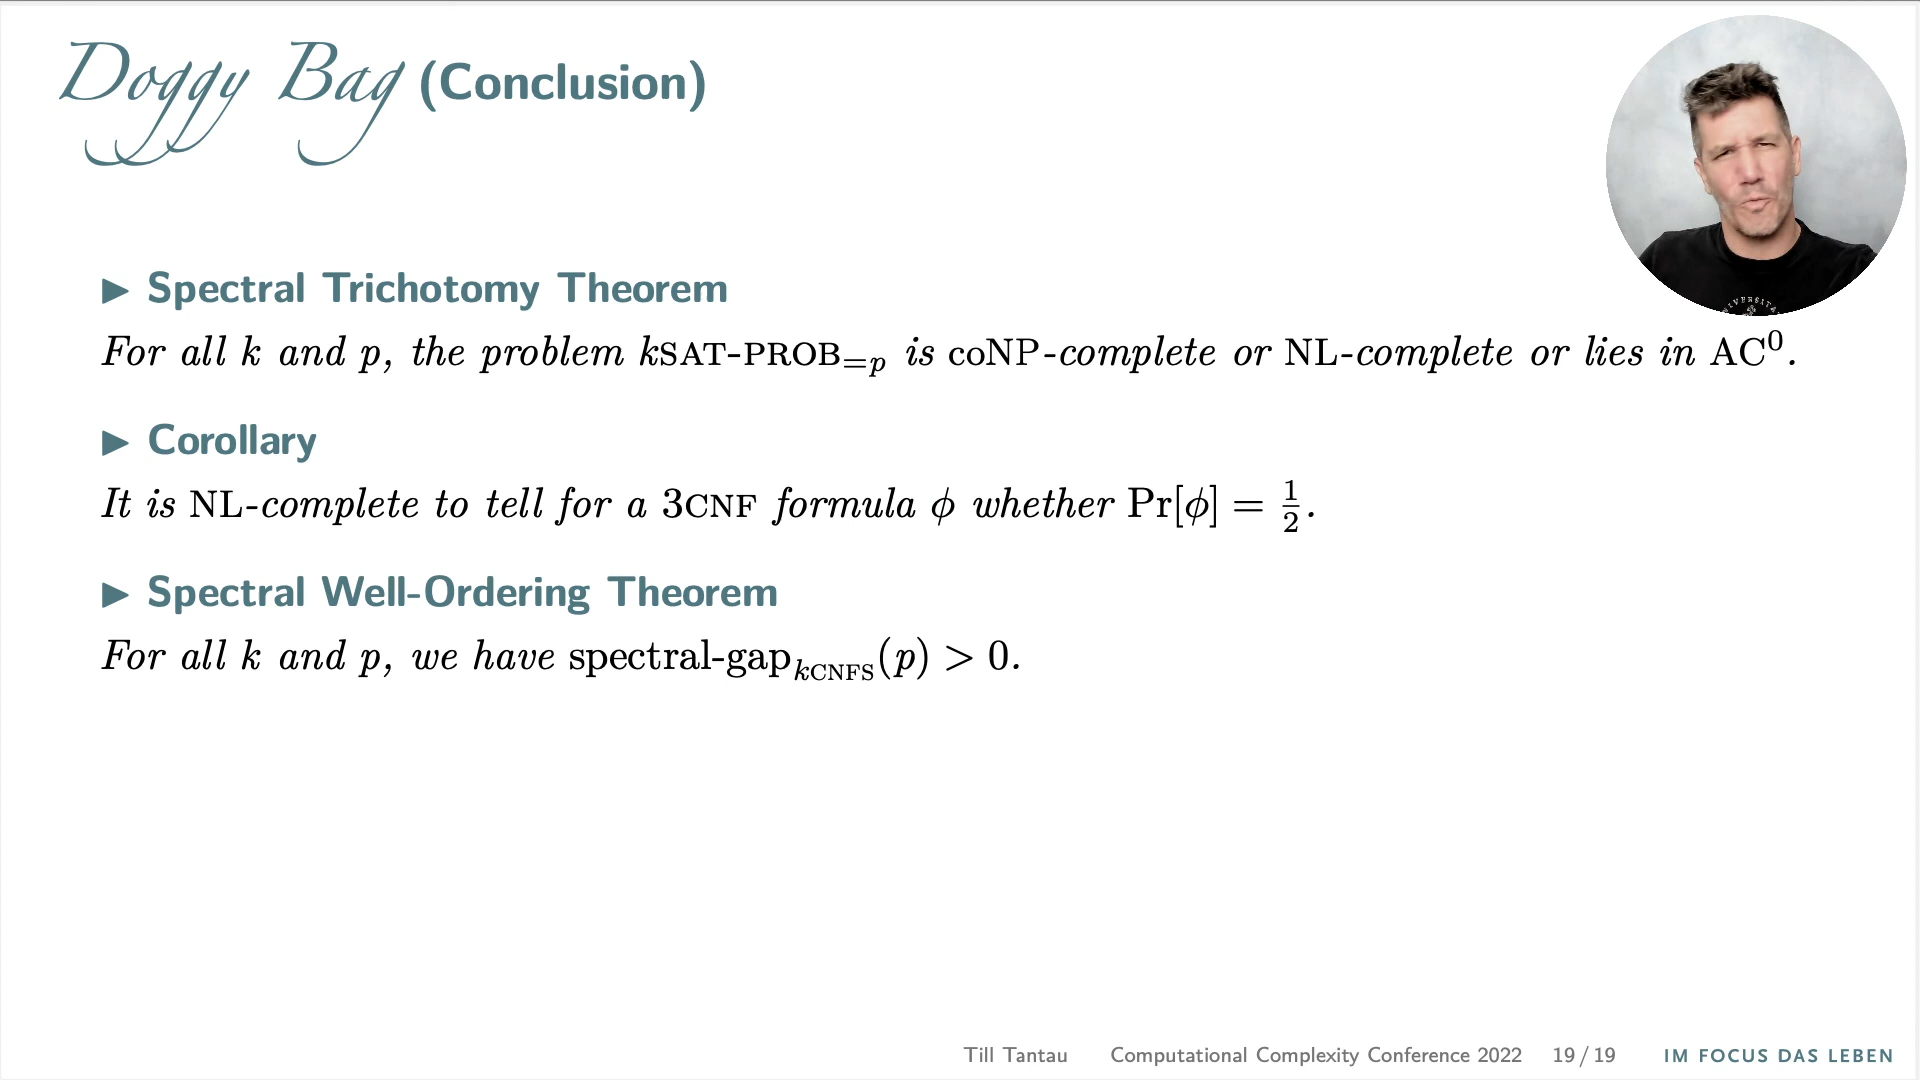 Doggy Bag (Conclusion)
▶ Spectral Trichotomy Theorem
For all k and p, the problem kSAT-PROB₌ₚ is coNP-complete or NL-complete or lies in AC⁰.
▶ Corollary
It is NL-complete to tell for a 3CNF formula ϕ whether Pr[ϕ] = 1/2.
▶ Spectral Well-Ordering Theorem
For all k and p, we have spectral-gap_kCNFS(p) > 0.
Till Tantau Computational Complexity Conference 2022 19 / 19 IM FOCUS DAS LEBEN